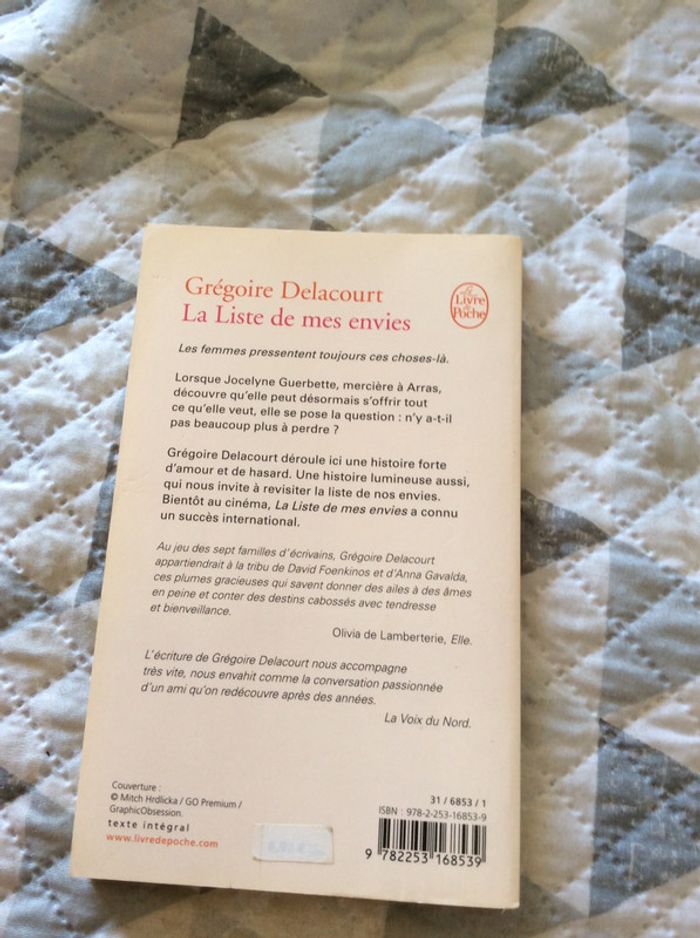 Grégoire Delacourt
La Liste de mes envies
Le
Livre
de
Poche
Les femmes pressentent toujours ces choses-là.
Lorsque Jocelyne Guerbette, mercière à Arras,
découvre qu'elle peut désormais s'offrir tout
ce qu'elle veut, elle se pose la question : n'y a-t-il
pas beaucoup plus à perdre ?
Grégoire Delacourt déroule ici une histoire forte
d'amour et de hasard. Une histoire lumineuse aussi,
qui nous invite à revisiter la liste de nos envies.
Bientôt au cinéma, La Liste de mes envies a connu
un succès international.
Au jeu des sept familles d'écrivains, Grégoire Delacourt
appartiendrait à la tribu de David Foenkinos et d'Anna Gavalda,
ces plumes gracieuses qui savent donner des ailes à des âmes
en peine et conter des destins cabossés avec tendresse
et bienveillance.
Olivia de Lamberterie, Elle.
L'écriture de Grégoire Delacourt nous accompagne
très vite, nous envahit comme la conversation passionnée
d'un ami qu'on redécouvre après des années.
La Voix du Nord.
Couverture :
© Mitch Hrdlicka / GO Premium /
GraphicObsession.
texte intégral
www.livredepoche.com
31 / 6853 / 1
ISBN : 978-2-253-16853-9
9 782253 168539